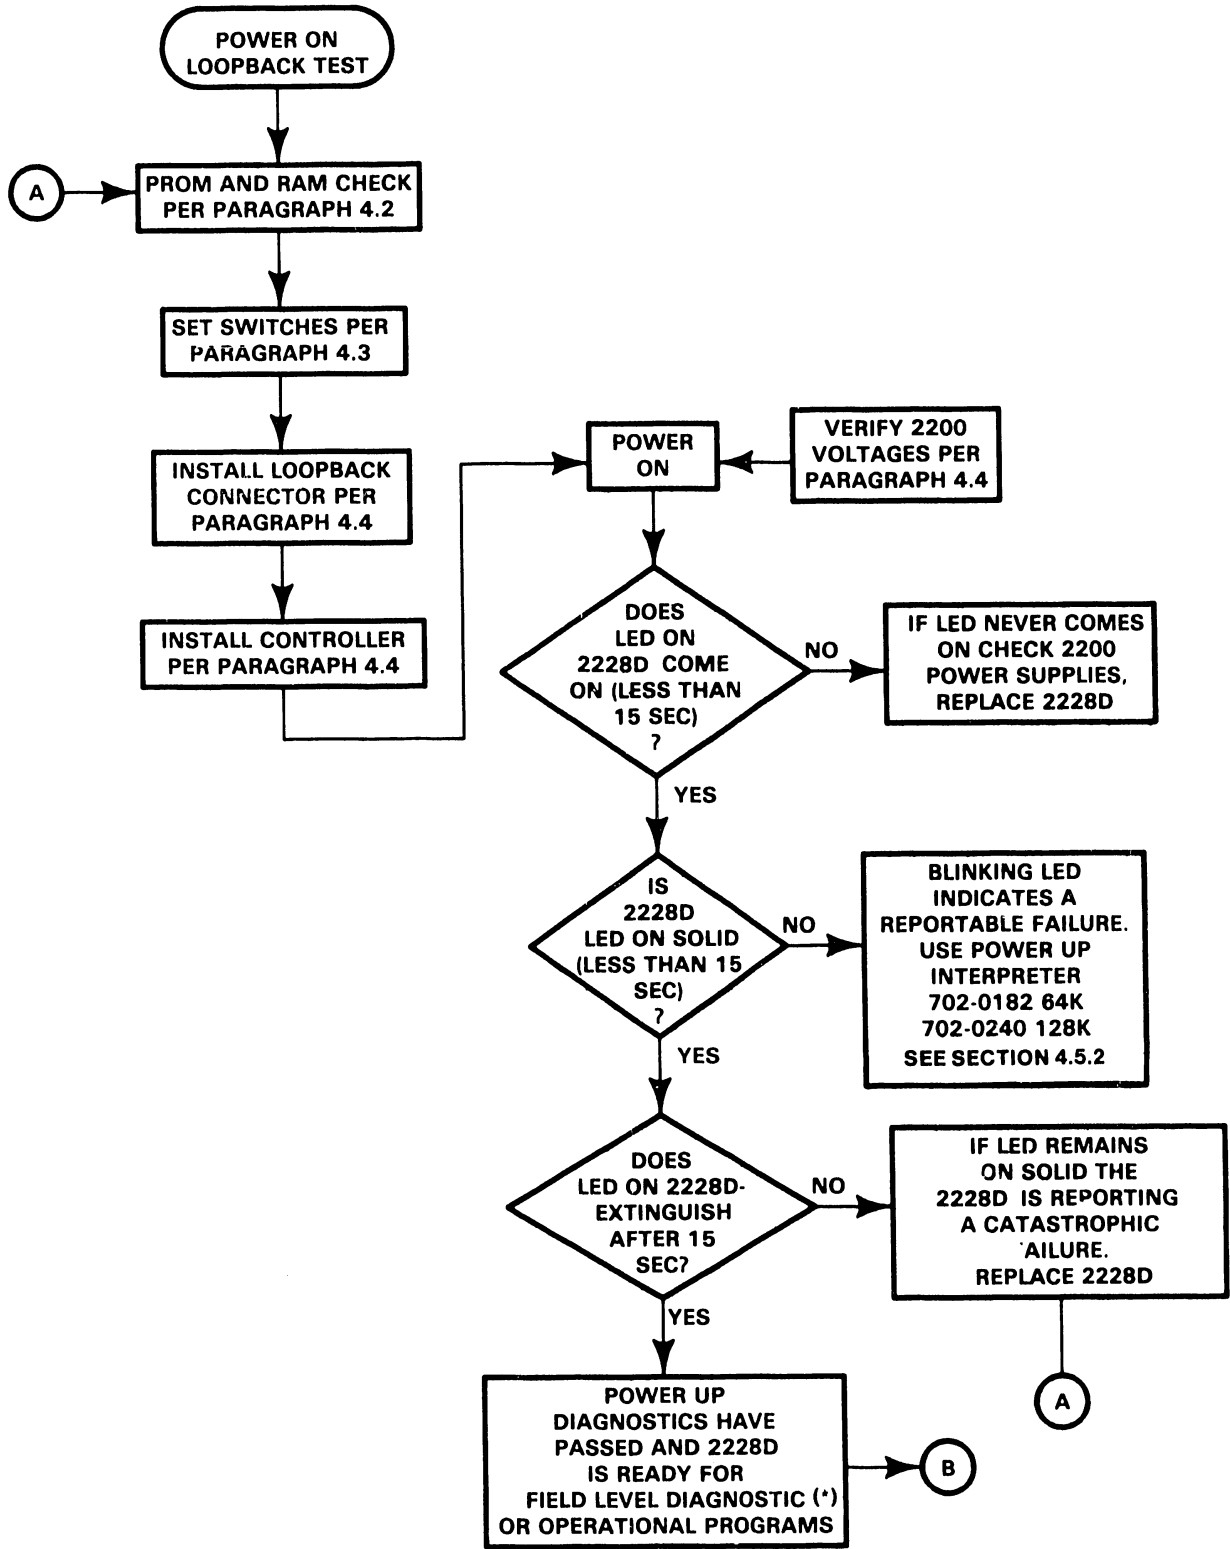 POWER ON
LOOPBACK TEST
A
PROM AND RAM CHECK
PER PARAGRAPH 4.2
SET SWITCHES PER
PARAGRAPH 4.3
INSTALL LOOPBACK
CONNECTOR PER
PARAGRAPH 4.4
INSTALL CONTROLLER
PER PARAGRAPH 4.4
POWER
ON
VERIFY 2200
VOLTAGES PER
PARAGRAPH 4.4
DOES
LED ON
2228D COME
ON (LESS THAN
15 SEC)
?
NO
IF LED NEVER COMES
ON CHECK 2200
POWER SUPPLIES,
REPLACE 2228D
YES
IS
2228D
LED ON SOLID
(LESS THAN 15
SEC)
?
NO
BLINKING LED
INDICATES A
REPORTABLE FAILURE.
USE POWER UP
INTERPRETER
702-0182 64K
702-0240 128K
SEE SECTION 4.5.2
YES
DOES
LED ON 2228D-
EXTINGUISH
AFTER 15
SEC?
NO
IF LED REMAINS
ON SOLID THE
2228D IS REPORTING
A CATASTROPHIC
AILURE.
REPLACE 2228D
A
YES
POWER UP
DIAGNOSTICS HAVE
PASSED AND 2228D
IS READY FOR
FIELD LEVEL DIAGNOSTIC (*)
OR OPERATIONAL PROGRAMS
B